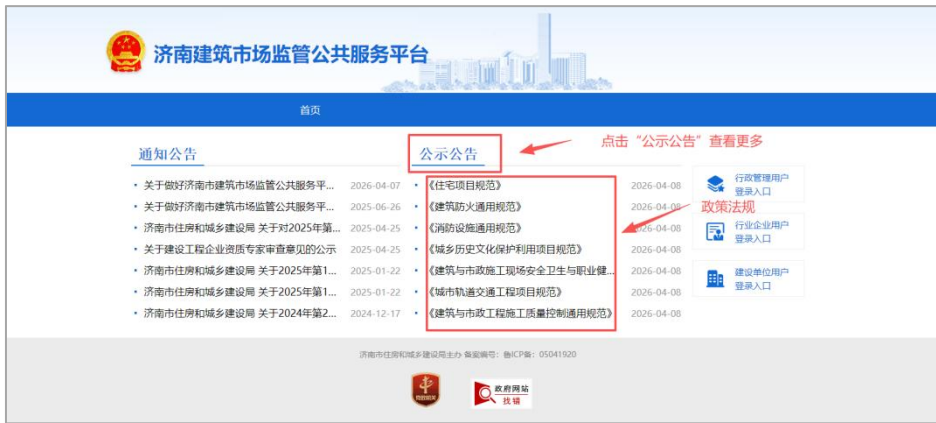 济南建筑市场监管公共服务平台
首页
点击“公示公告”查看更多
通知公告
公示公告
· 关于做好济南市建筑市场监管公共服务平... 2026-04-07
· 关于做好济南市建筑市场监管公共服务平... 2025-06-26
· 济南市住房和城乡建设局 关于对2025年第... 2025-04-25
· 关于建设工程企业资质专家审查意见的公示 2025-04-25
· 济南市住房和城乡建设局 关于2025年第1... 2025-01-22
· 济南市住房和城乡建设局 关于2025年第1... 2025-01-22
· 济南市住房和城乡建设局 关于2024年第2... 2024-12-17
· 《住宅项目规范》 2026-04-08
· 《建筑防火通用规范》 2026-04-08
· 《消防设施通用规范》 2026-04-08
· 《城乡历史文化保护利用项目规范》 2026-04-08
· 《建筑与市政施工现场安全卫生与职业健... 2026-04-08
· 《城市轨道交通工程项目规范》 2026-04-08
· 《建筑与市政工程施工质量控制通用规范》 2026-04-08
政策法规
行政管理用户
登录入口
行业企业用户
登录入口
建设单位用户
登录入口
济南市住房和城乡建设局主办 备案编号：鲁ICP备：05041920
党政机关
政府网站
找错